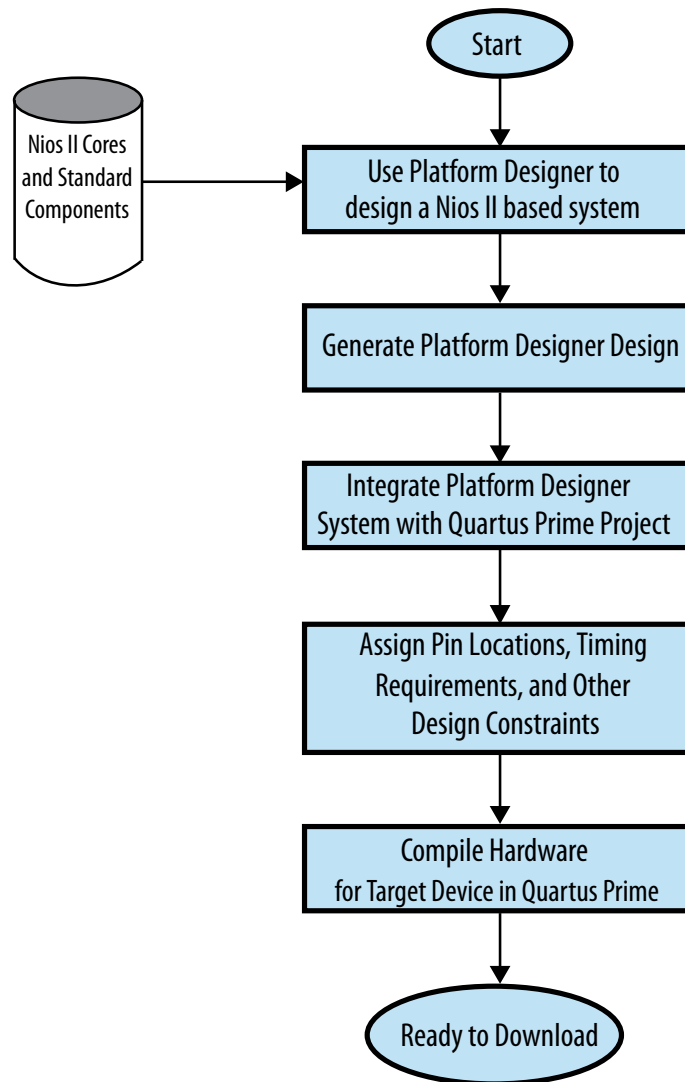 Start
Nios II Cores
and Standard
Components
Use Platform Designer to
design a Nios II based system
Generate Platform Designer Design
Integrate Platform Designer
System with Quartus Prime Project
Assign Pin Locations, Timing
Requirements, and Other
Design Constraints
Compile Hardware
for Target Device in Quartus Prime
Ready to Download